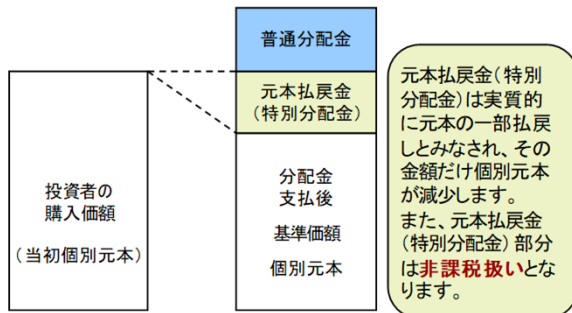 普通分配金
元本払戻金
（特別分配金）
投資者の
購入価額
（当初個別元本）
分配金
支払後
基準価額
個別元本
元本払戻金（特別
分配金）は実質的
に元本の一部払戻
しとみなされ、その
金額だけ個別元本
が減少します。
また、元本払戻金
（特別分配金）部分
は非課税扱いとな
ります。